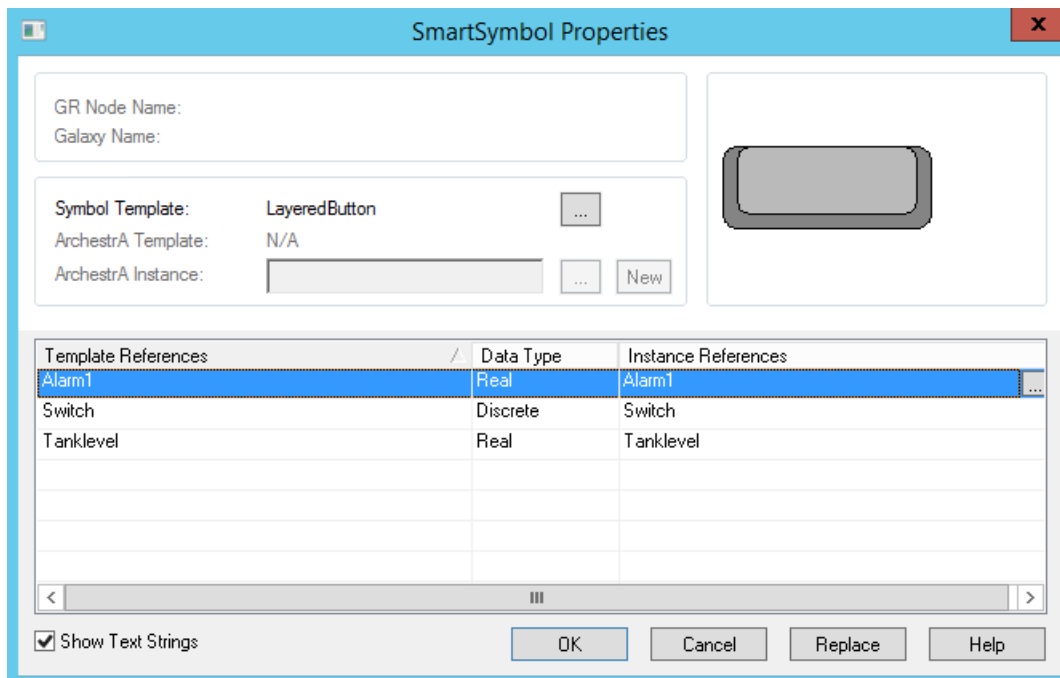 SmartSymbol Properties
x
GR Node Name:
Galaxy Name:
Symbol Template: LayeredButton ...
ArchestrA Template: N/A
ArchestrA Instance: ... New
Template References Data Type Instance References
Alarm1 Real Alarm1 ...
Switch Discrete Switch
Tanklevel Real Tanklevel
Show Text Strings OK Cancel Replace Help